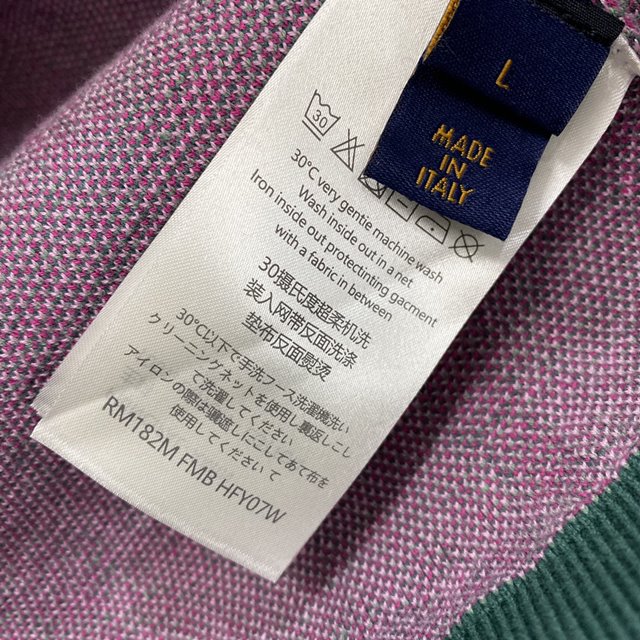 L
MADE
IN
ITALY
30
30°C very gentle machine wash
Wash inside out in a net
Iron inside out protectinting gacment
with a fabric in between
30摄氏度超柔机洗
装入网带反面洗涤
垫布反面熨烫
30℃以下で手洗フース洗濯機洗い
クリーニングネットを使用し裏返しこし
て洗濯してください
アイロンの際は裏返にこしてあて布を
使用してくださいて
RM182M FMB HFY07W